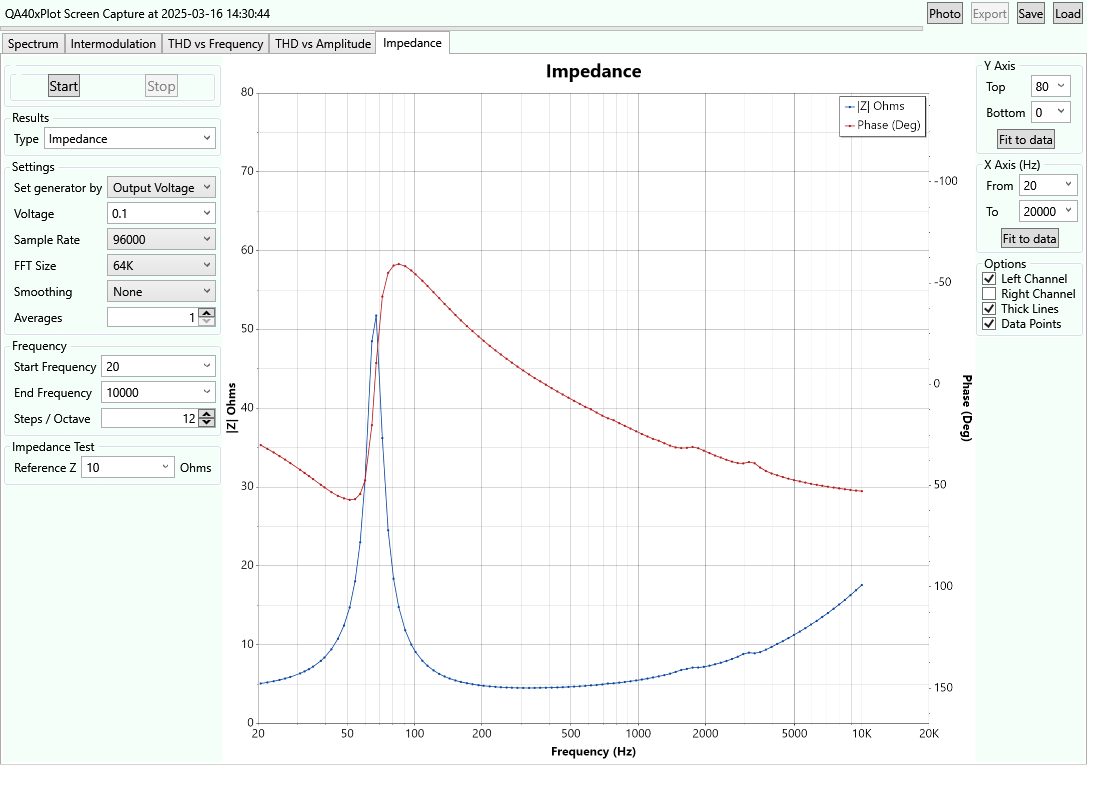 QA40xPlot Screen Capture at 2025-03-16 14:30:44
Photo Export Save Load
Spectrum Intermodulation THD vs Frequency THD vs Amplitude Impedance
Start Stop
Results
Type Impedance
Settings
Set generator by Output Voltage
Voltage 0.1
Sample Rate 96000
FFT Size 64K
Smoothing None
Averages 1
Frequency
Start Frequency 20
End Frequency 10000
Steps / Octave 12
Impedance Test
Reference Z 10 Ohms
Impedance
|Z| Ohms
Phase (Deg)
|Z| Ohms
80
70
60
50
40
30
20
10
0
20 50 100 200 500 1000 2000 5000 10K 20K
Frequency (Hz)
-100
-50
0
50
100
150
Phase (Deg)
Y Axis
Top 80
Bottom 0
Fit to data
X Axis (Hz)
From 20
To 20000
Fit to data
Options
Left Channel
Right Channel
Thick Lines
Data Points